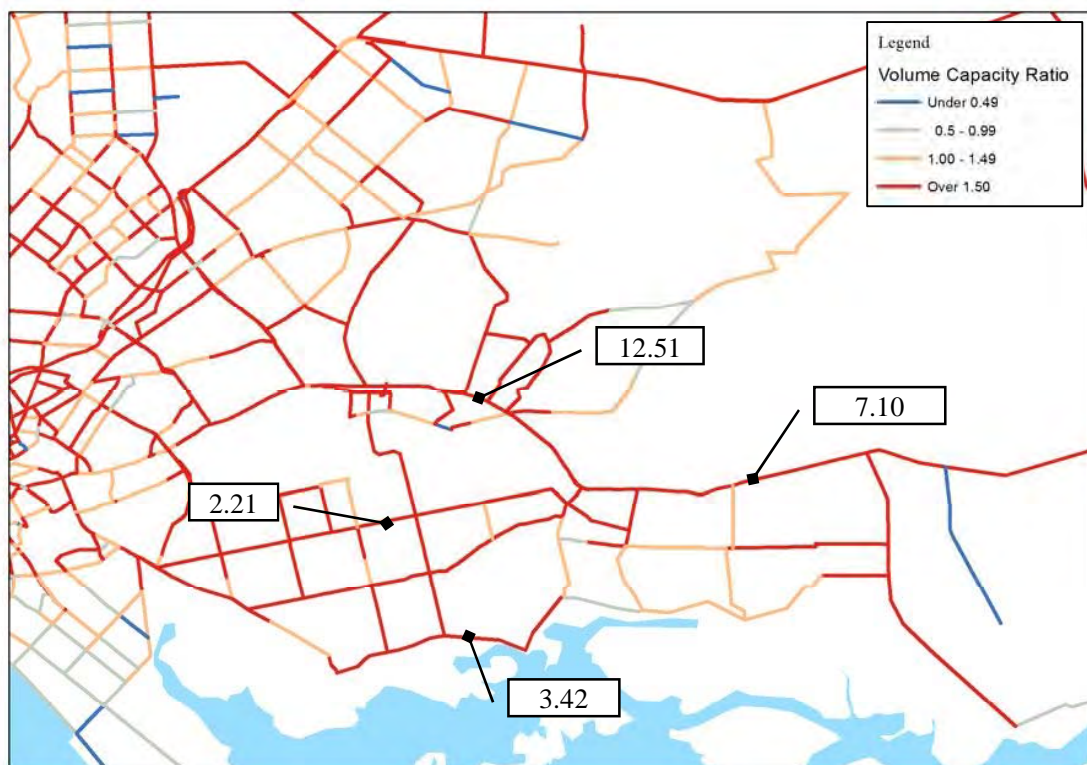 Legend
Volume Capacity Ratio
Under 0.49
0.5 - 0.99
1.00 - 1.49
Over 1.50
12.51
7.10
2.21
3.42